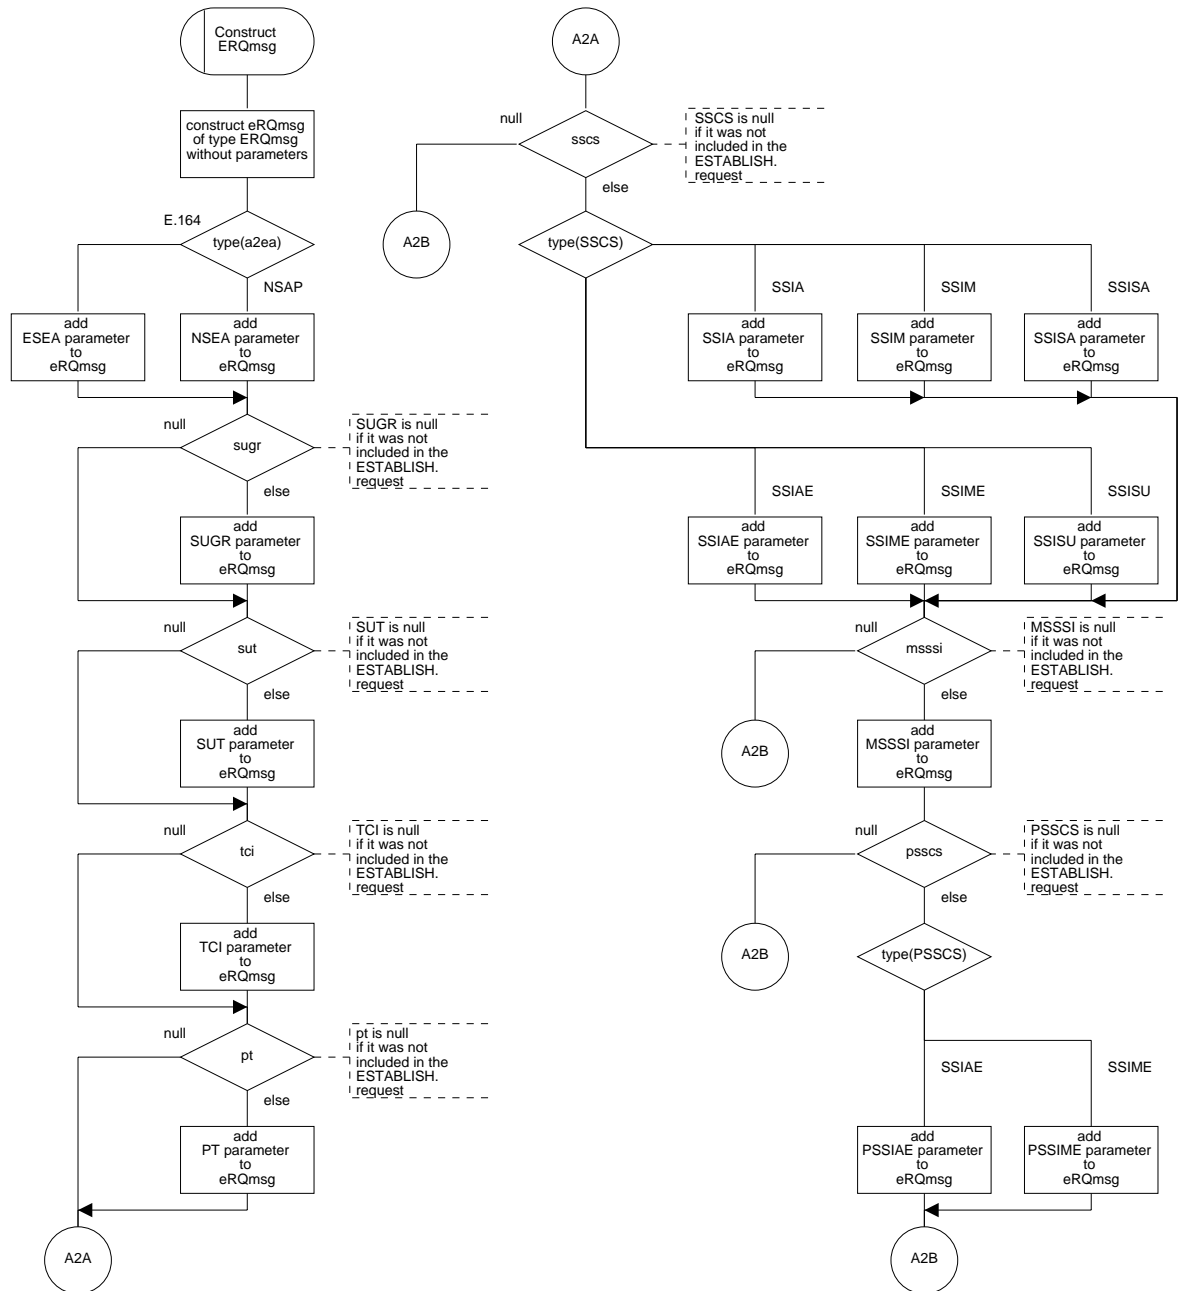 Construct
ERQmsg
construct eRQmsg
of type ERQmsg
without parameters
E.164
type(a2ea)
NSAP
add
ESEA parameter
to
eRQmsg
add
NSEA parameter
to
eRQmsg
null
sugr
SUGR is null
if it was not
included in the
ESTABLISH.
request
else
add
SUGR parameter
to
eRQmsg
null
sut
SUT is null
if it was not
included in the
ESTABLISH.
request
else
add
SUT parameter
to
eRQmsg
null
tci
TCI is null
if it was not
included in the
ESTABLISH.
request
else
add
TCI parameter
to
eRQmsg
null
pt
pt is null
if it was not
included in the
ESTABLISH.
request
else
add
PT parameter
to
eRQmsg
A2A
A2A
null
sscs
SSCS is null
if it was not
included in the
ESTABLISH.
request
else
A2B
type(SSCS)
SSIA
SSIM
SSISA
add
SSIA parameter
to
eRQmsg
add
SSIM parameter
to
eRQmsg
add
SSISA parameter
to
eRQmsg
SSIAE
SSIME
SSISU
add
SSIAE parameter
to
eRQmsg
add
SSIME parameter
to
eRQmsg
add
SSISU parameter
to
eRQmsg
null
msssi
MSSSI is null
if it was not
included in the
ESTABLISH.
request
else
A2B
add
MSSSI parameter
to
eRQmsg
null
psscs
PSSCS is null
if it was not
included in the
ESTABLISH.
request
else
A2B
type(PSSCS)
SSIAE
SSIME
add
PSSIAE parameter
to
eRQmsg
add
PSSIME parameter
to
eRQmsg
A2B